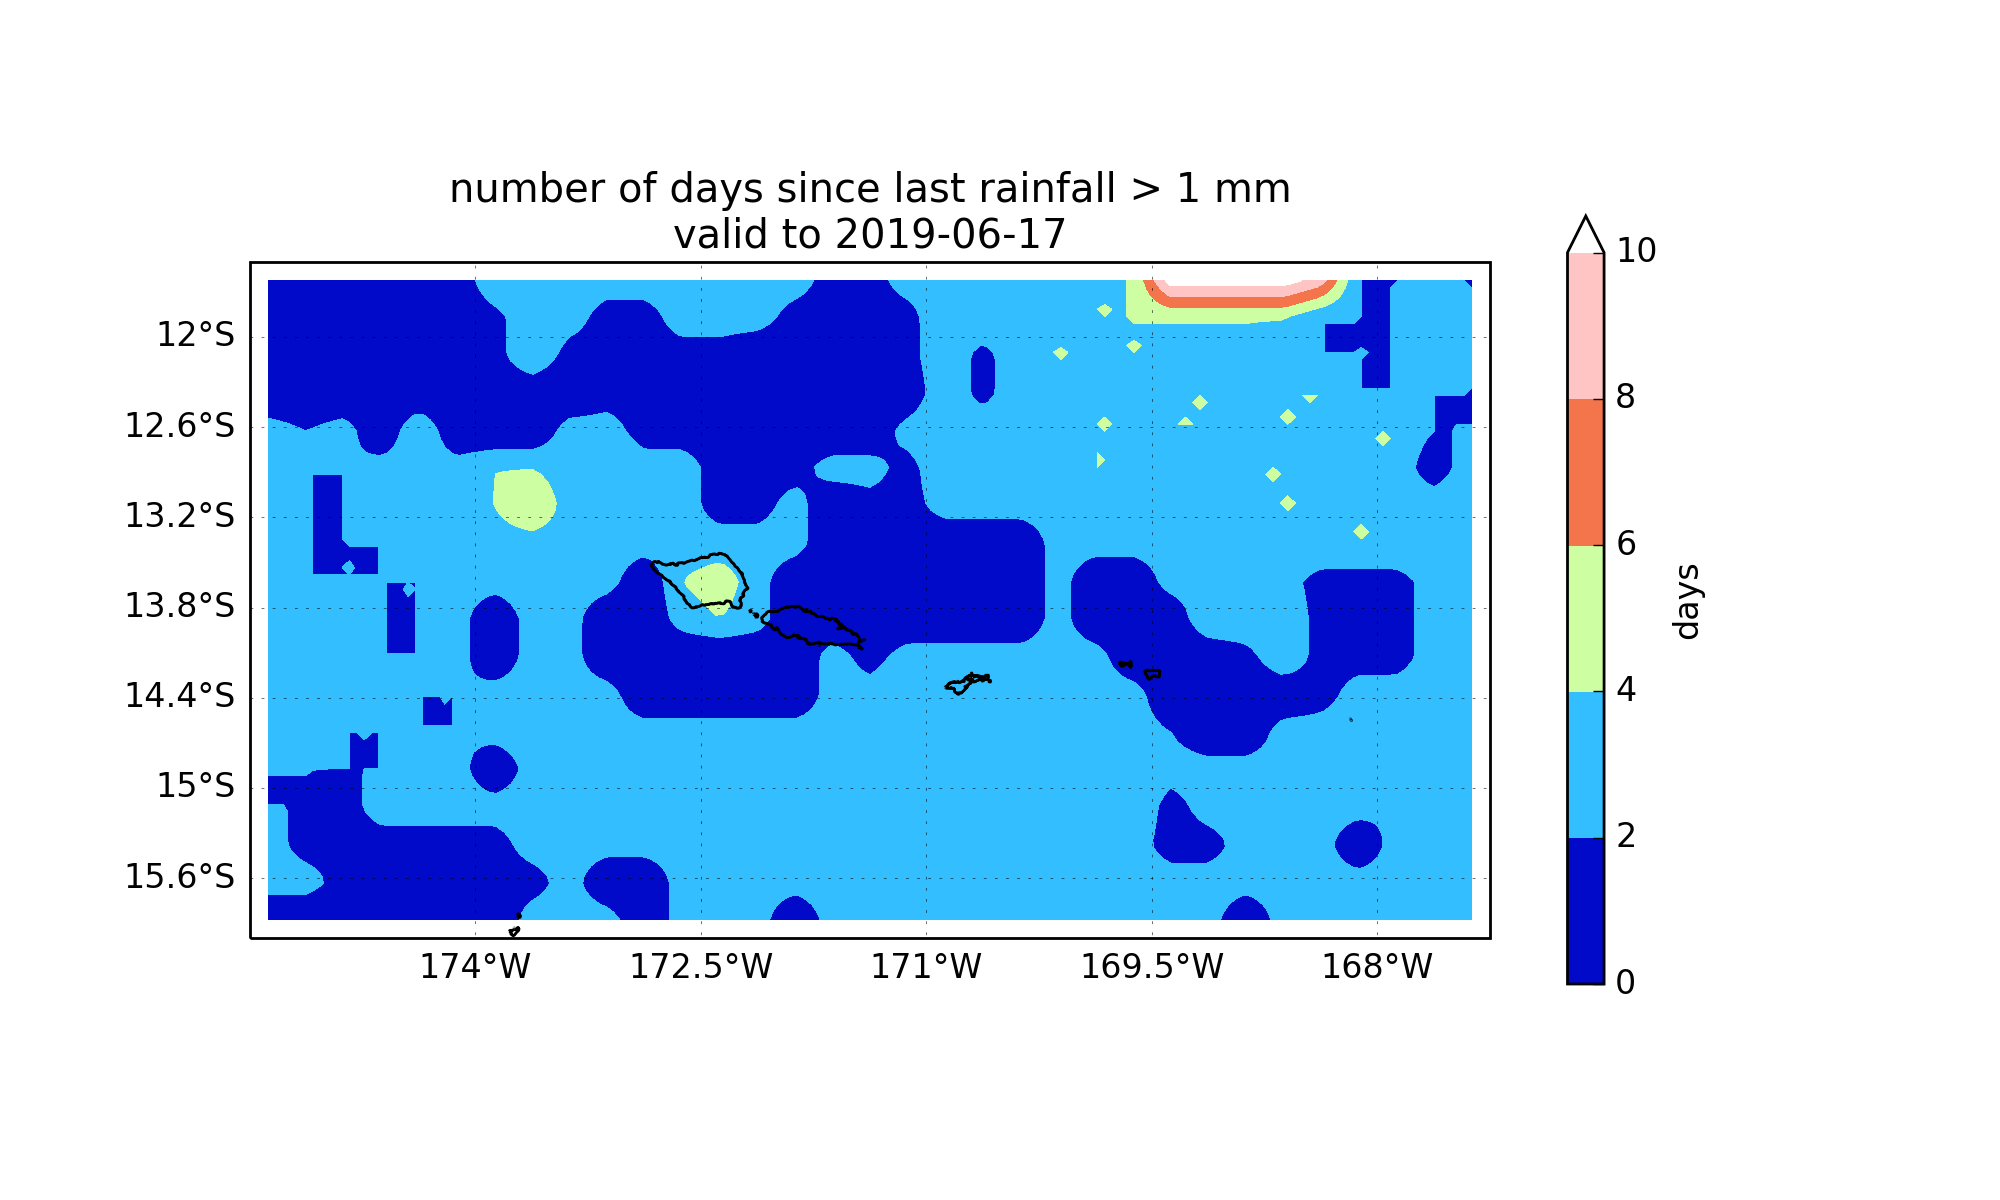 number of days since last rainfall > 1 mm
valid to 2019-06-17
12°S
12.6°S
13.2°S
13.8°S
14.4°S
15°S
15.6°S
174°W
172.5°W
171°W
169.5°W
168°W
10
8
6
4
2
0
days